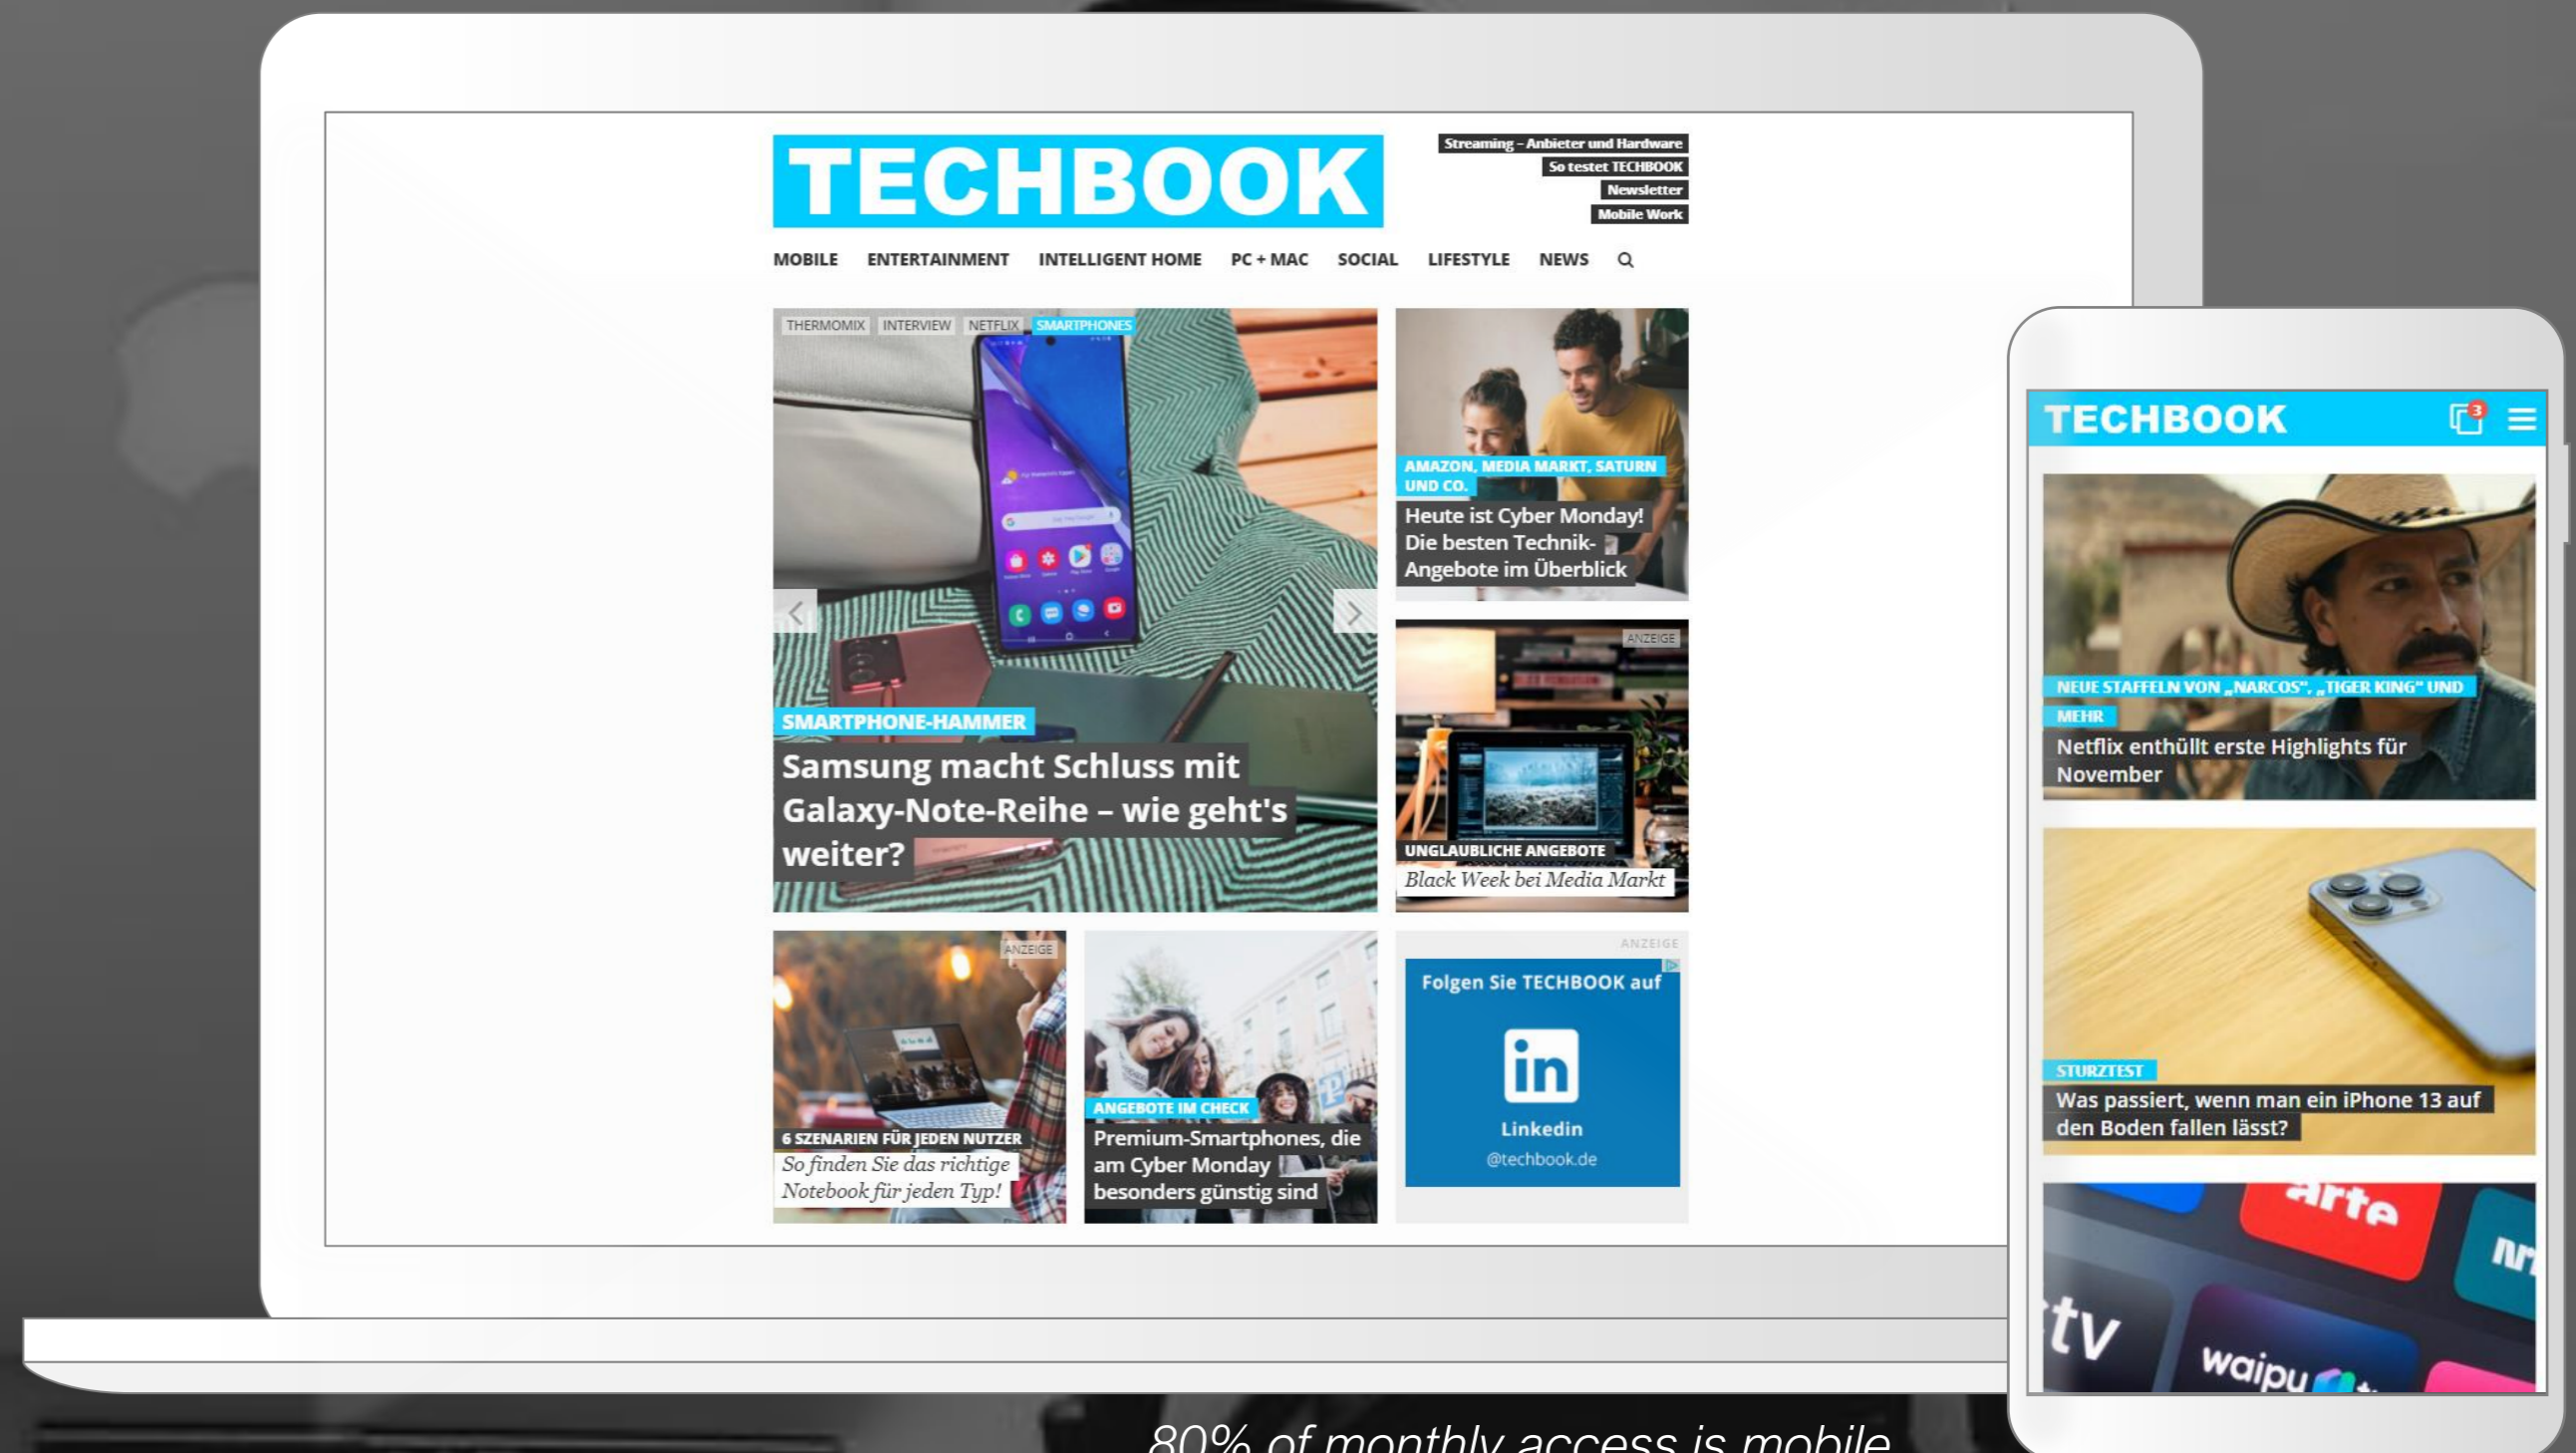 TECHBOOK
Streaming – Anbieter und Hardware
So testet TECHBOOK
Newsletter
Mobile Work
MOBILE ENTERTAINMENT INTELLIGENT HOME PC + MAC SOCIAL LIFESTYLE NEWS
THERMOMIX INTERVIEW NETFLIX SMARTPHONES
SMARTPHONE-HAMMER
Samsung macht Schluss mit
Galaxy-Note-Reihe – wie geht's
weiter?
AMAZON, MEDIA MARKT, SATURN
UND CO.
Heute ist Cyber Monday!
Die besten Technik-
Angebote im Überblick
ANZEIGE
UNGLAUBLICHE ANGEBOTE
Black Week bei Media Markt
ANZEIGE
6 SZENARIEN FÜR JEDEN NUTZER
So finden Sie das richtige
Notebook für jeden Typ!
ANGEBOTE IM CHECK
Premium-Smartphones, die
am Cyber Monday
besonders günstig sind
ANZEIGE
Folgen Sie TECHBOOK auf
in
Linkedin
@techbook.de
TECHBOOK
3
NEUE STAFFELN VON „NARCOS“, „TIGER KING“ UND
MEHR
Netflix enthüllt erste Highlights für
November
STURZTEST
Was passiert, wenn man ein iPhone 13 auf
den Boden fallen lässt?
arte
tv
waipu
80% of monthly access is mobile